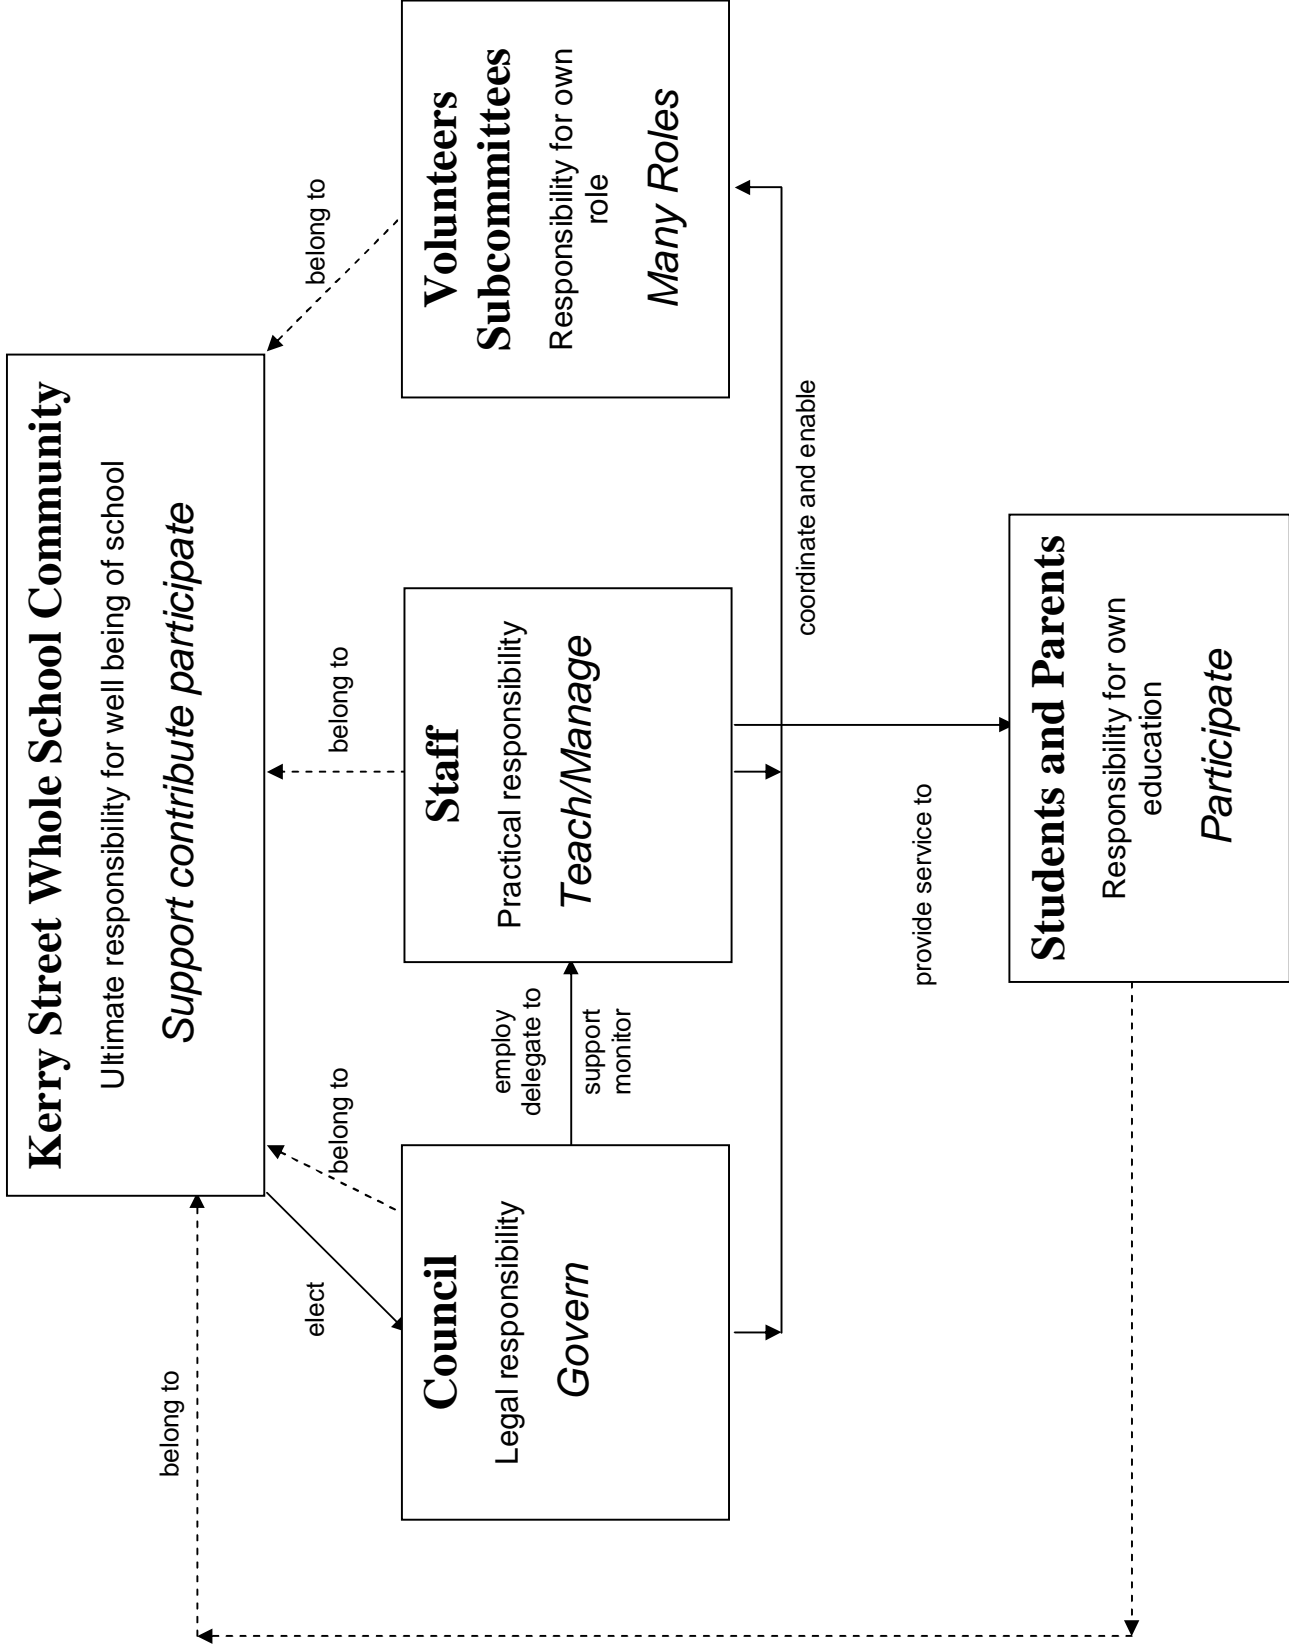 Kerry Street Whole School Community
Ultimate responsibility for well being of school
Support contribute participate
belong to
elect
belong to
belong to
belong to
Council
Legal responsibility
Govern
employ
delegate to
support
monitor
Staff
Practical responsibility
Teach/Manage
Volunteers
Subcommittees
Responsibility for own
role
Many Roles
coordinate and enable
provide service to
Students and Parents
Responsibility for own
education
Participate